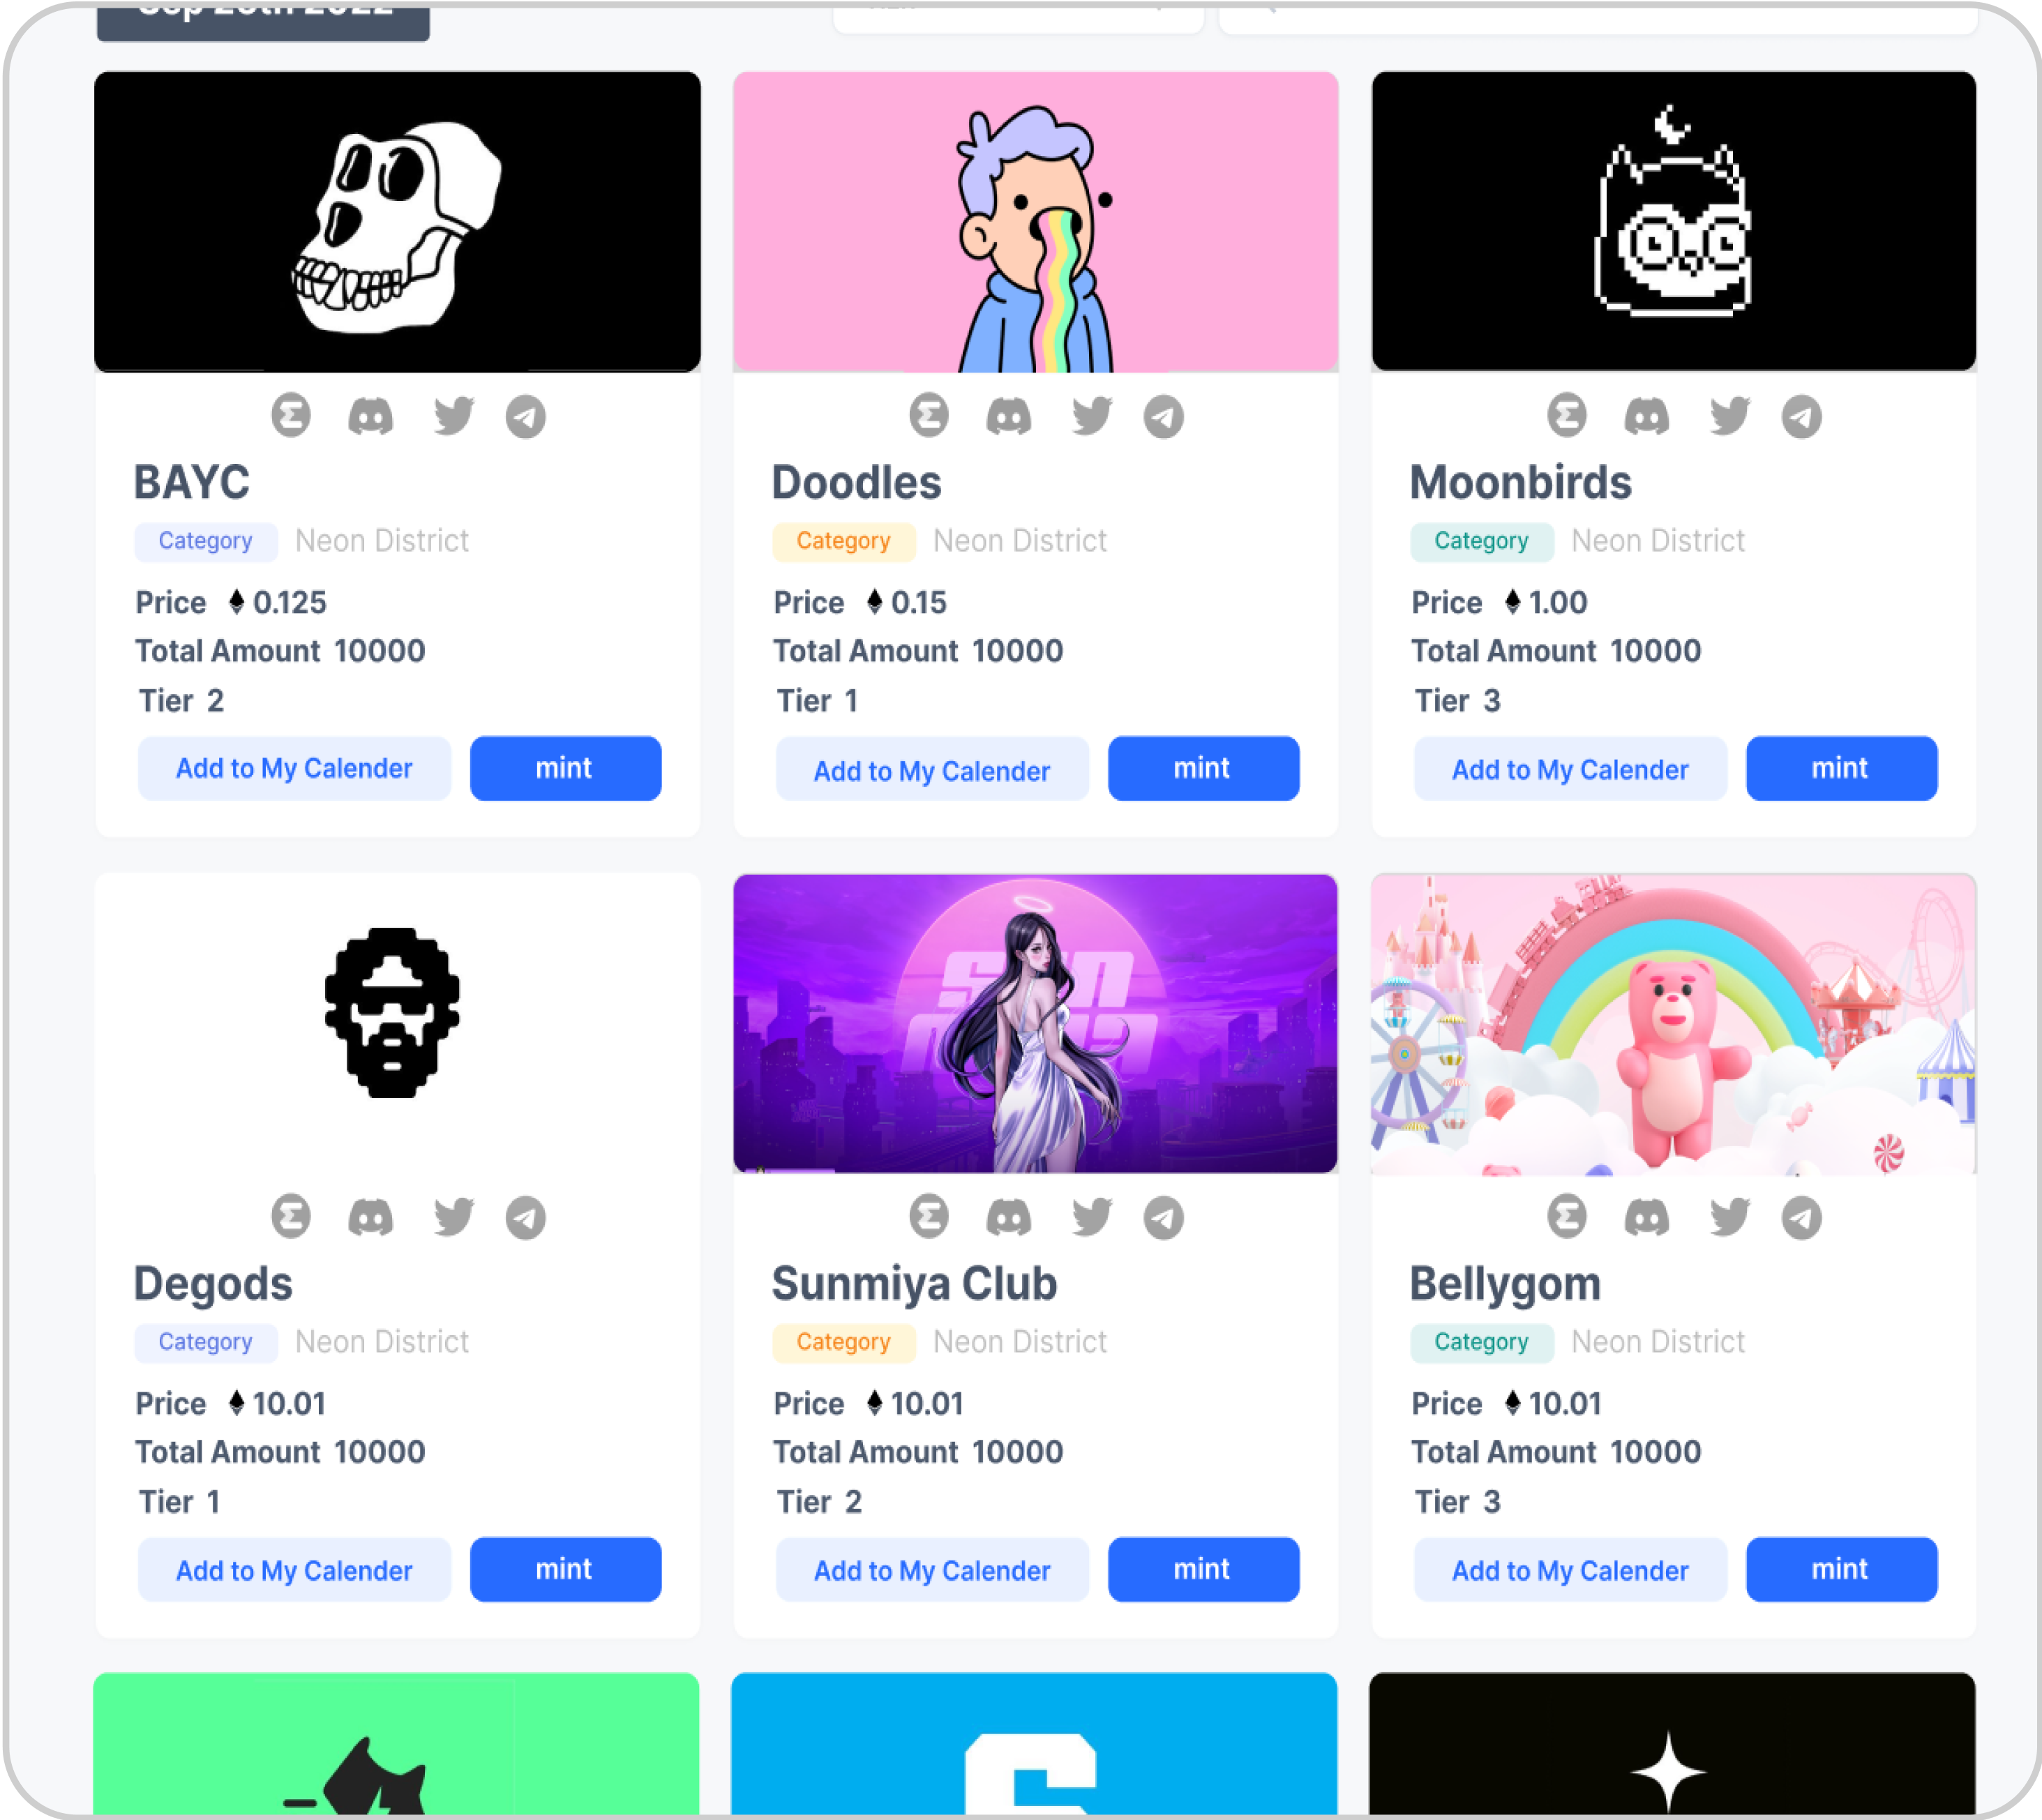 BAYC
Category Neon District
Price 0.125
Total Amount 10000
Tier 2
Add to My Calender mint
Doodles
Category Neon District
Price 0.15
Total Amount 10000
Tier 1
Add to My Calender mint
Moonbirds
Category Neon District
Price 1.00
Total Amount 10000
Tier 3
Add to My Calender mint
Degods
Category Neon District
Price 10.01
Total Amount 10000
Tier 1
Add to My Calender mint
Sunmiya Club
Category Neon District
Price 10.01
Total Amount 10000
Tier 2
Add to My Calender mint
Bellygom
Category Neon District
Price 10.01
Total Amount 10000
Tier 3
Add to My Calender mint